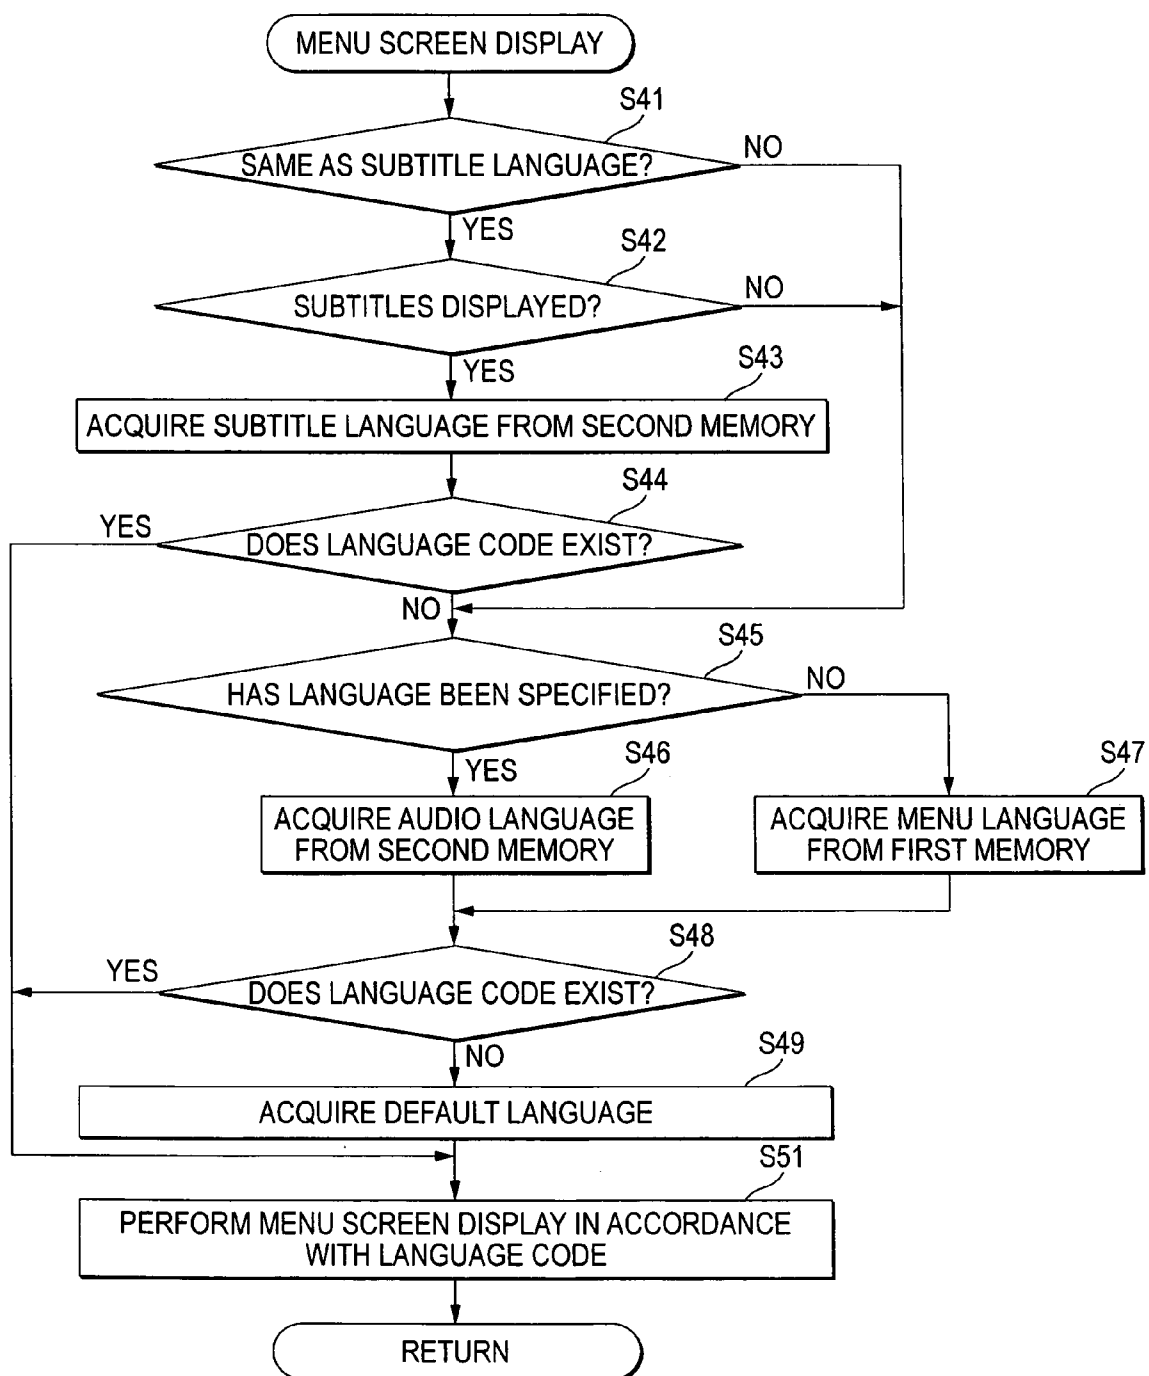 MENU SCREEN DISPLAY
S41
SAME AS SUBTITLE LANGUAGE?
NO
YES
S42
SUBTITLES DISPLAYED?
NO
YES
S43
ACQUIRE SUBTITLE LANGUAGE FROM SECOND MEMORY
S44
YES
DOES LANGUAGE CODE EXIST?
NO
S45
HAS LANGUAGE BEEN SPECIFIED?
NO
YES
S46
S47
ACQUIRE AUDIO LANGUAGE
FROM SECOND MEMORY
ACQUIRE MENU LANGUAGE
FROM FIRST MEMORY
S48
YES
DOES LANGUAGE CODE EXIST?
NO
S49
ACQUIRE DEFAULT LANGUAGE
S51
PERFORM MENU SCREEN DISPLAY IN ACCORDANCE
WITH LANGUAGE CODE
RETURN